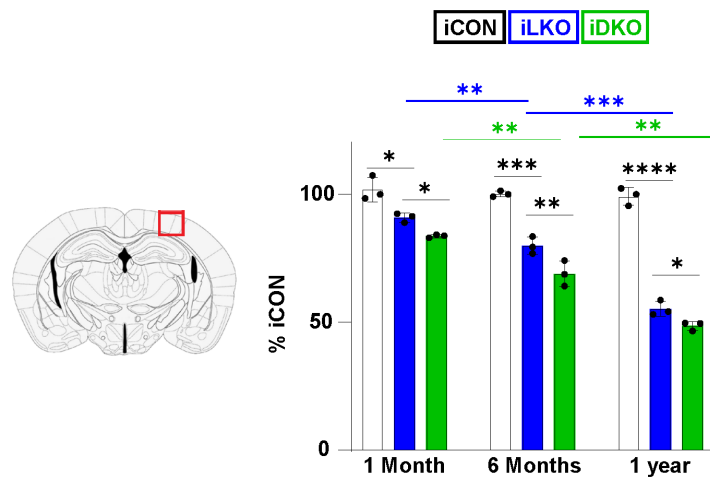 iCON iLKO iDKO
** ***
** **
* * *** ** **** *
% iCON
100
50
0
1 Month 6 Months 1 year